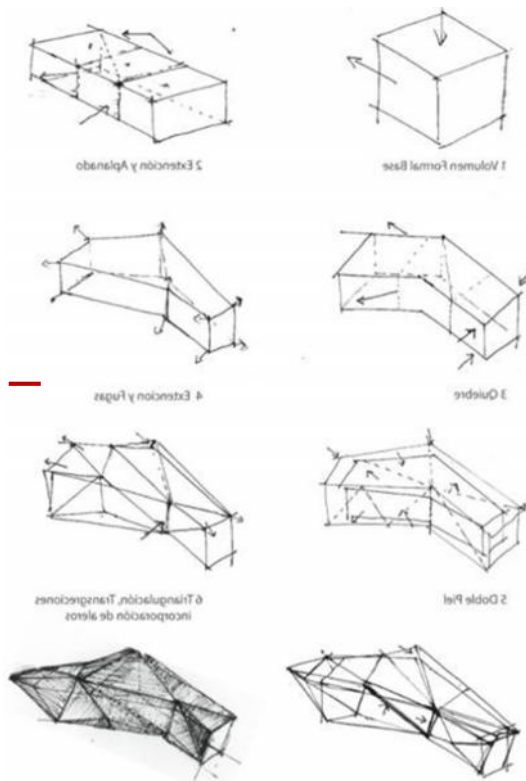 1 Volumen Formal Base
2 Extención y Aplanado
3 Quiebre
4 Extencion y Fugas
5 Doble Piel
6 Triangulación, Transgreciones
incorporación de aleros